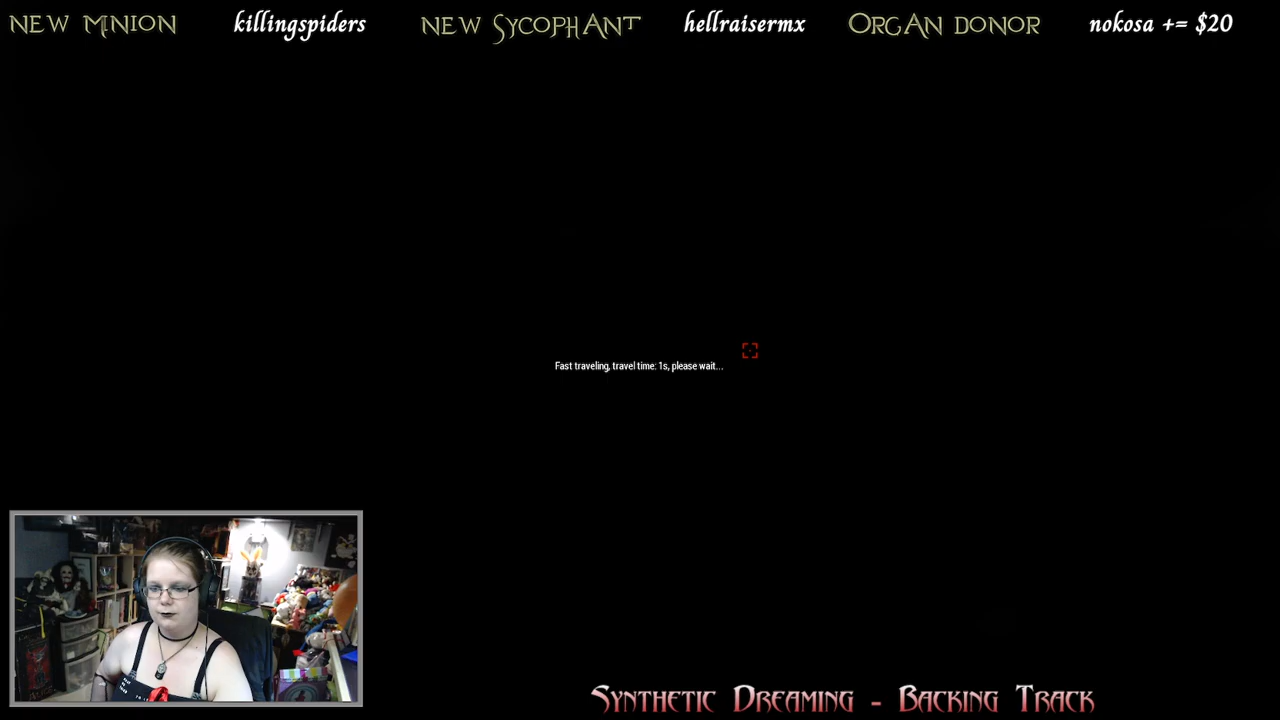 NEW MINION killingspiders NEW SYCOPHANT hellraisermx ORGAN DONOR nokosa += $20
Fast traveling, travel time: 1s, please wait...
SYNTHETIC DREAMING - BACKING TRACK